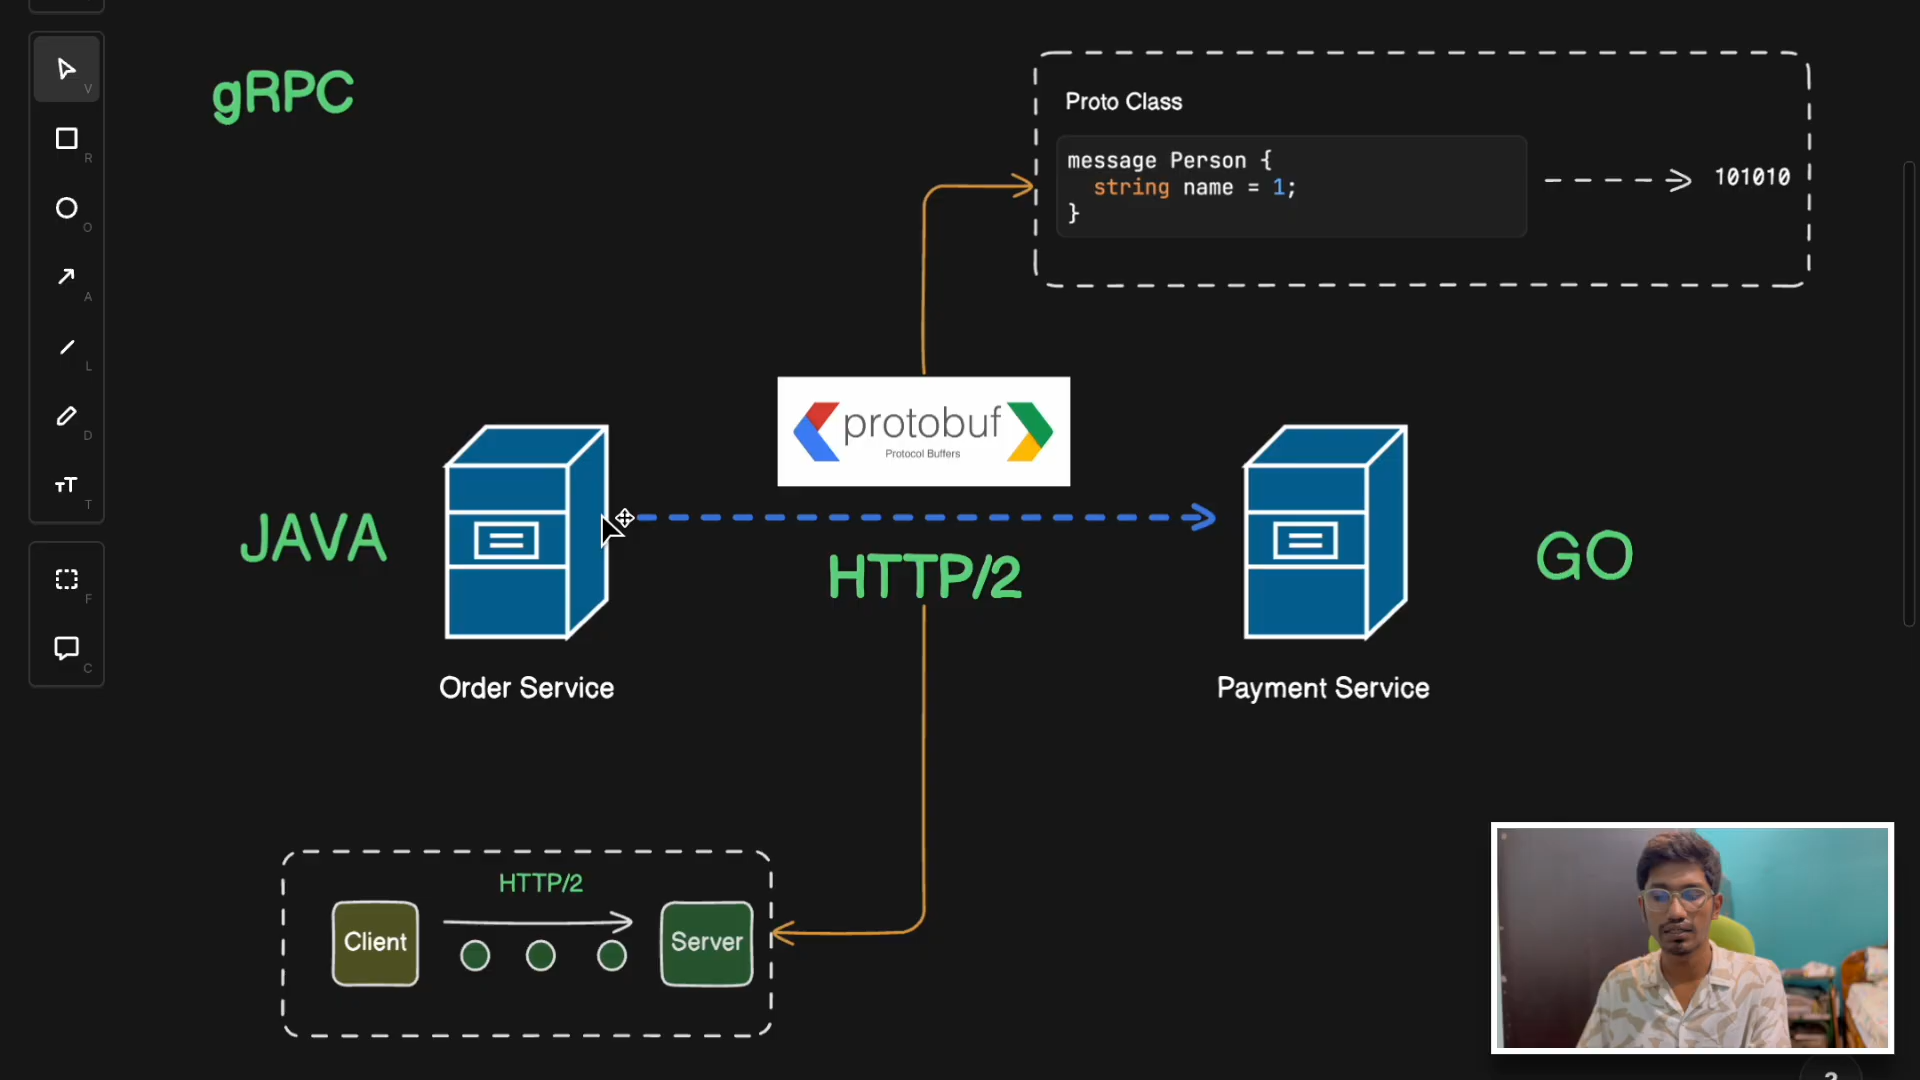 gRPC
Proto Class
message Person {
string name = 1;
}
101010
protobuf
Protocol Buffers
JAVA
HTTP/2
GO
Order Service
Payment Service
HTTP/2
Client
Server
V
R
O
A
L
D
T
T
F
C